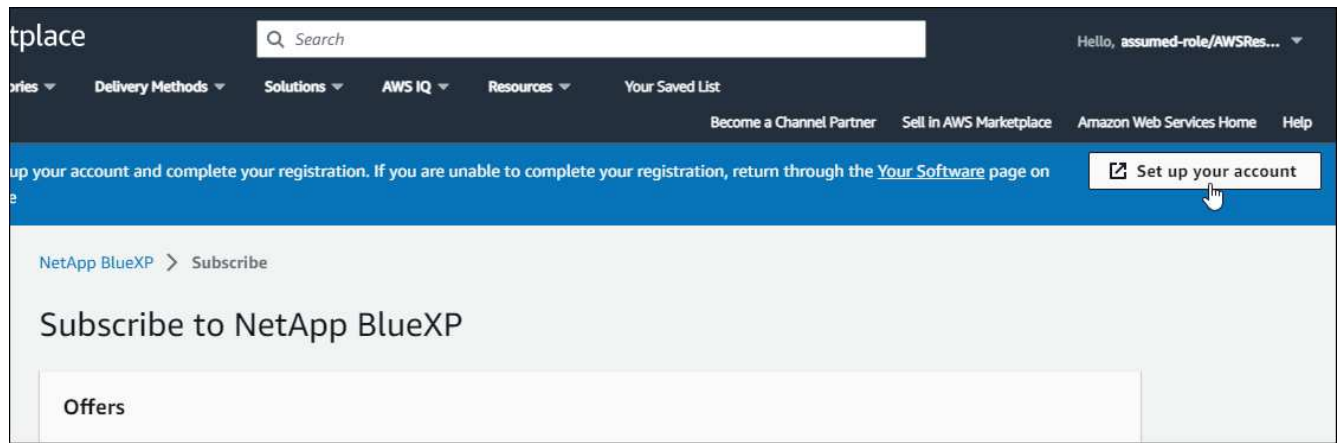 tplace
Search
Hello, assumed-role/AWSRes...
ories
Delivery Methods
Solutions
AWS IQ
Resources
Your Saved List
Become a Channel Partner
Sell in AWS Marketplace
Amazon Web Services Home
Help
up your account and complete your registration. If you are unable to complete your registration, return through the Your Software page on
e
Set up your account
NetApp BlueXP > Subscribe
Subscribe to NetApp BlueXP
Offers